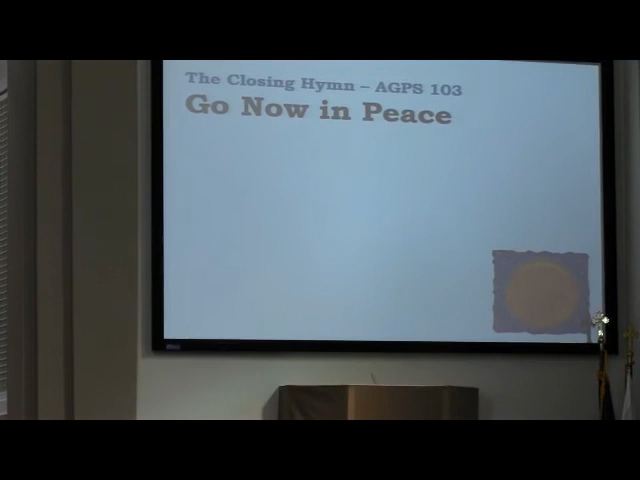 The Closing Hymn – AGPS 103
Go Now in Peace